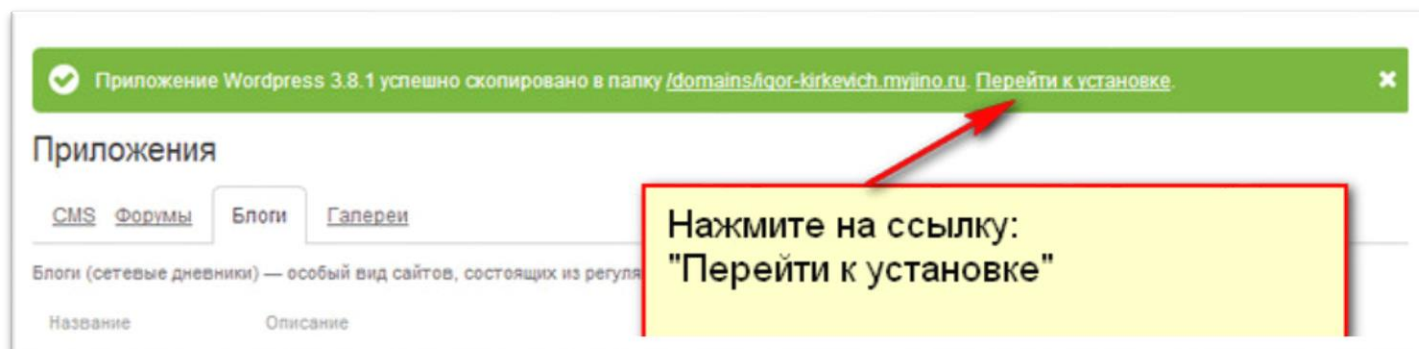 Приложение Wordpress 3.8.1 успешно скопировано в папку /domains/igor-kirkevich.myjino.ru. Перейти к установке.
Приложения
CMS Форумы Блоги Галереи
Блоги (сетевые дневники) — особый вид сайтов, состоящих из регуля
Нажмите на ссылку:
"Перейти к установке"
Название Описание